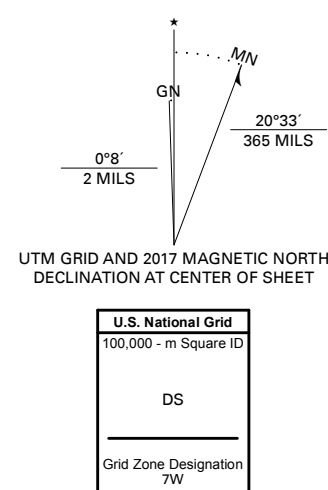 ★
MN
GN
20°33´
365 MILS
0°8´
2 MILS
UTM GRID AND 2017 MAGNETIC NORTH
DECLINATION AT CENTER OF SHEET
U.S. National Grid
100,000 - m Square ID
DS
Grid Zone Designation
7W